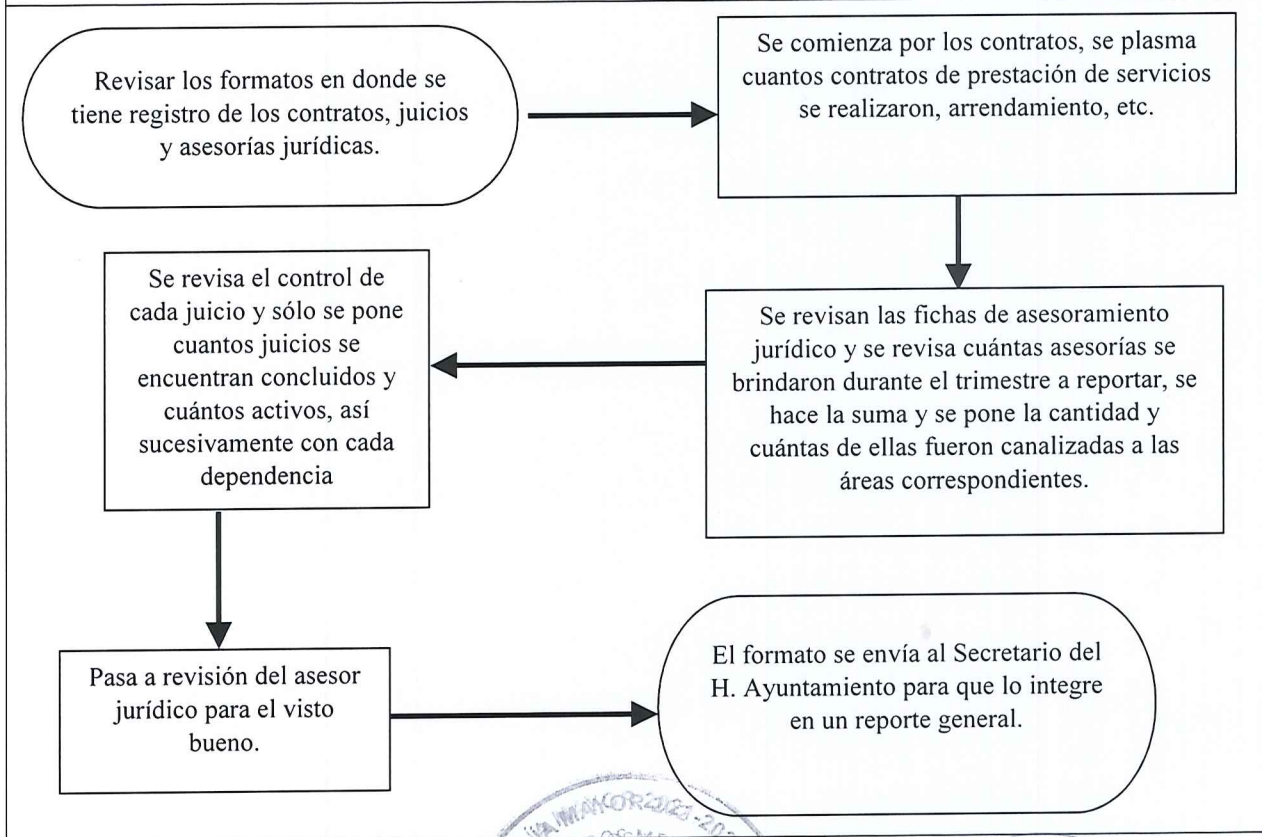 Revisar los formatos en donde se
tiene registro de los contratos, juicios
y asesorías jurídicas.
Se comienza por los contratos, se plasma
cuantos contratos de prestación de servicios
se realizaron, arrendamiento, etc.
Se revisan las fichas de asesoramiento
jurídico y se revisa cuántas asesorías se
brindaron durante el trimestre a reportar, se
hace la suma y se pone la cantidad y
cuántas de ellas fueron canalizadas a las
áreas correspondientes.
Se revisa el control de
cada juicio y sólo se pone
cuantos juicios se
encuentran concluidos y
cuántos activos, así
sucesivamente con cada
dependencia
Pasa a revisión del asesor
jurídico para el visto
bueno.
El formato se envía al Secretario del
H. Ayuntamiento para que lo integre
en un reporte general.